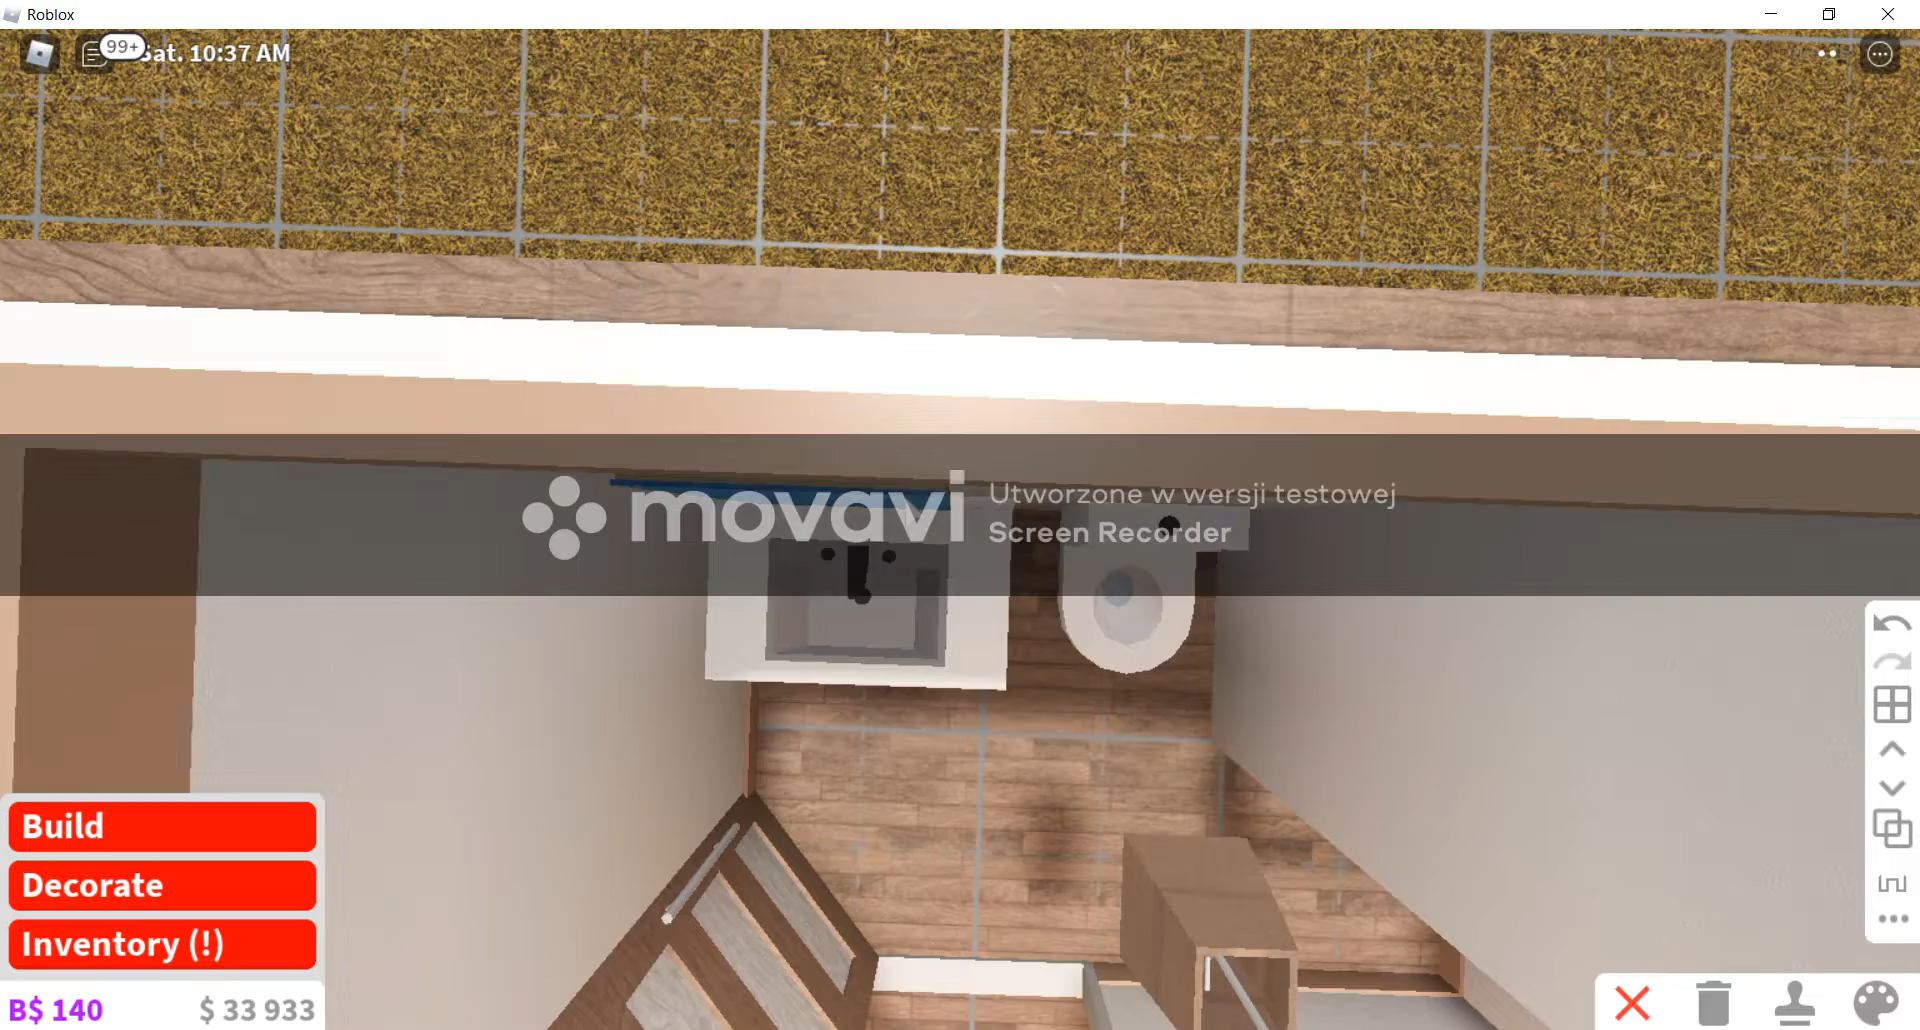 Roblox
99+
Sat. 10:37 AM
movavi
Utworzone w wersji testowej
Screen Recorder
Build
Decorate
Inventory (!)
B$ 140
$ 33 933